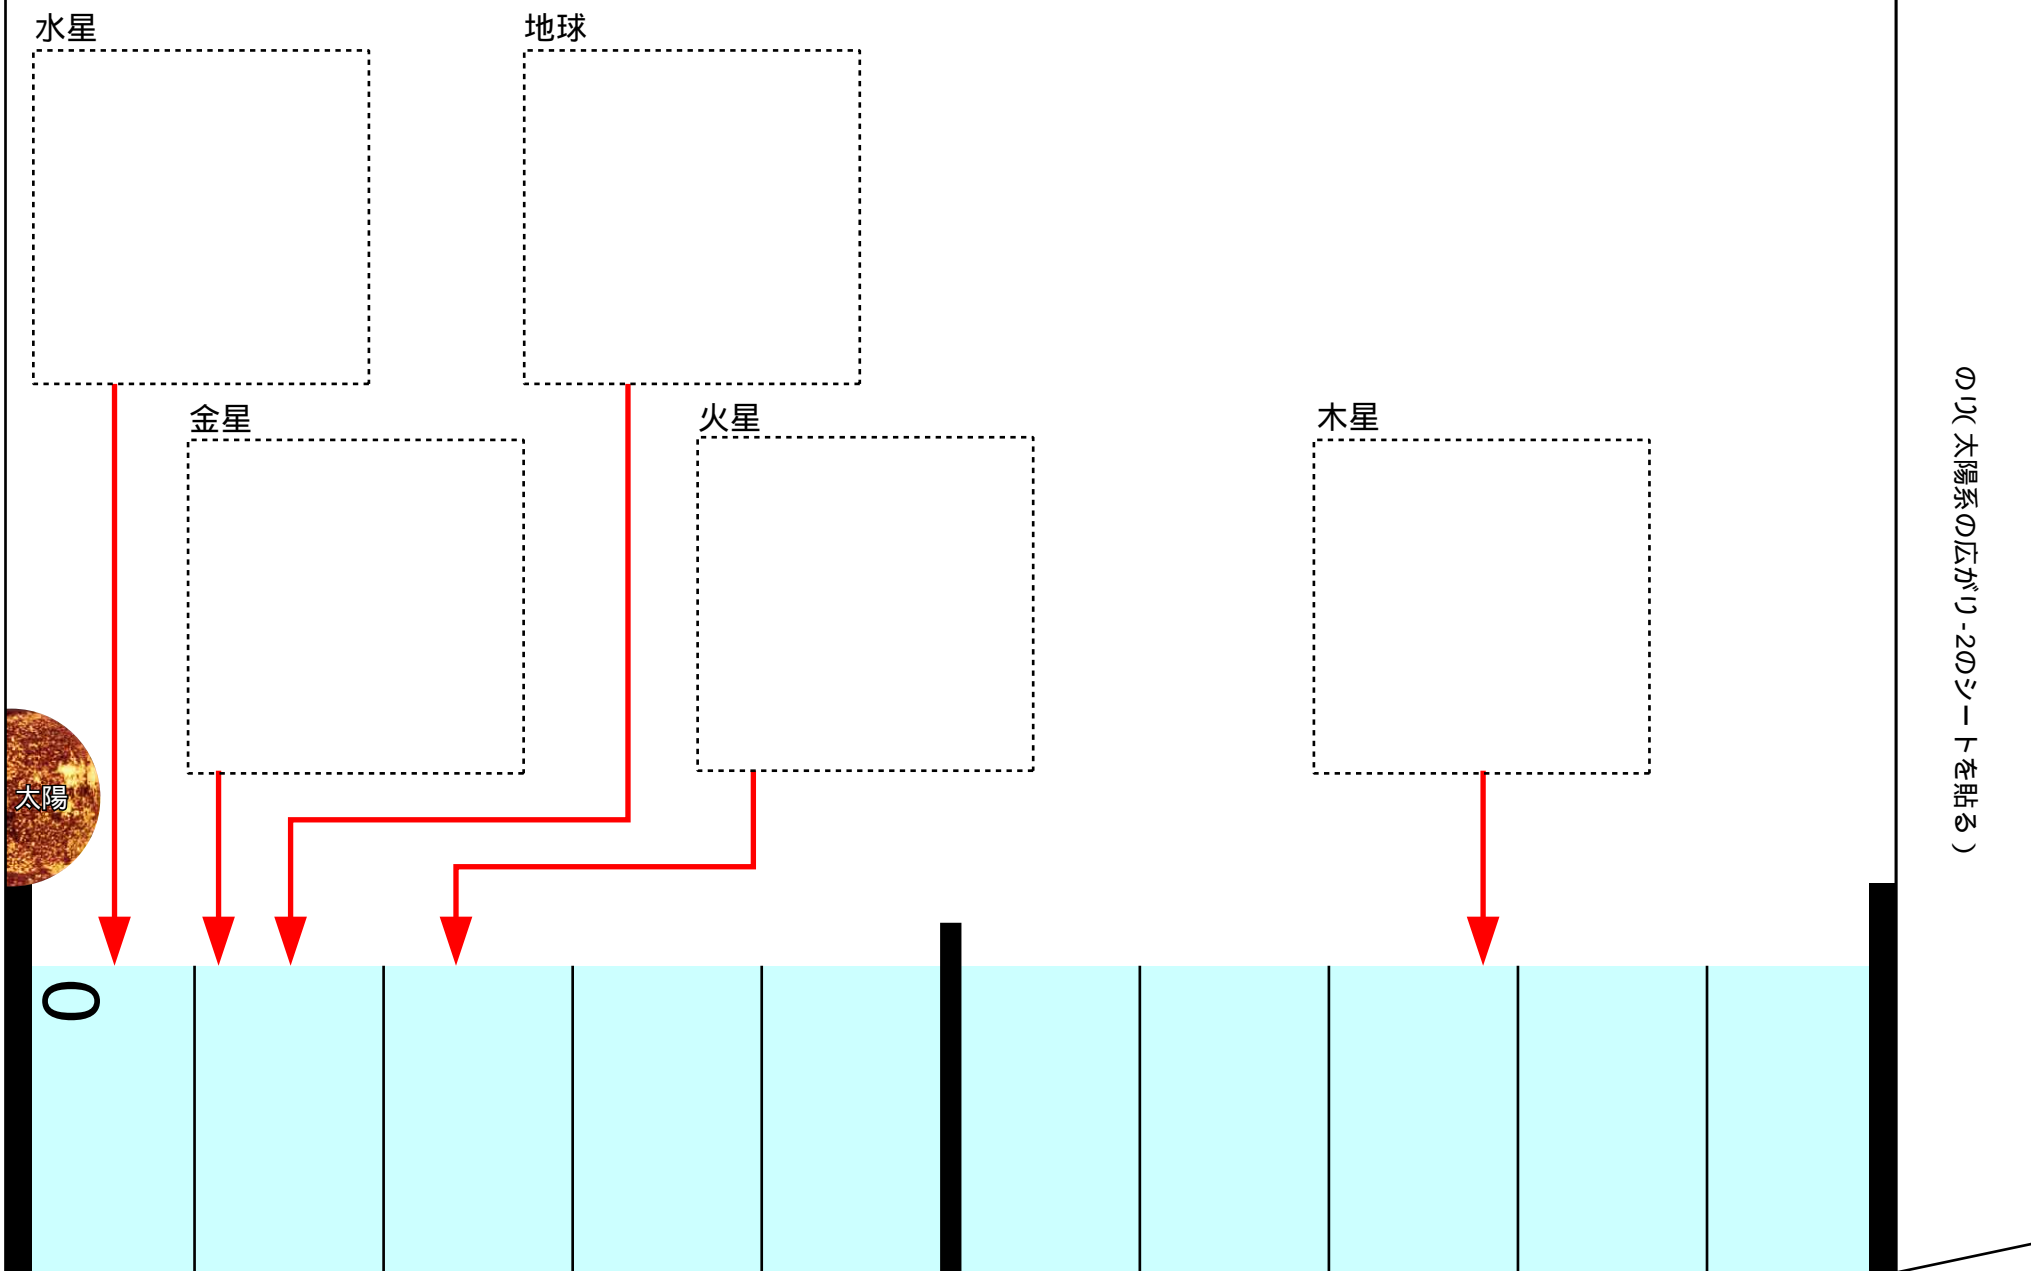 水星
地球
金星
火星
木星
太陽
0
のり(太陽系の広がり-2のシートを貼る)